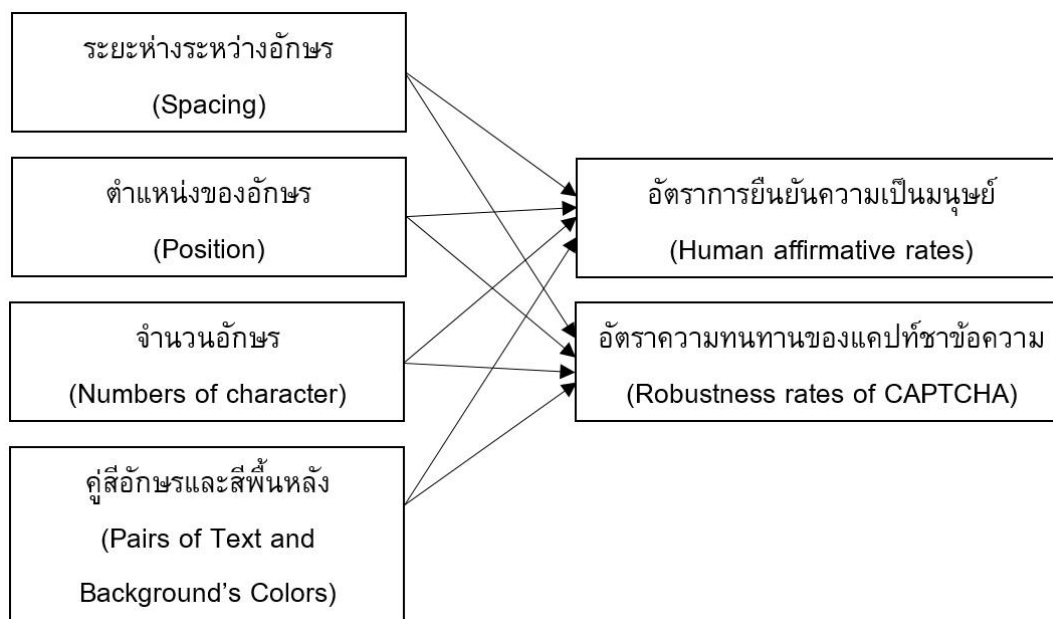 ระยะห่างระหว่างอักษร
(Spacing)
ตำแหน่งของอักษร
(Position)
จำนวนอักษร
(Numbers of character)
คู่สีอักษรและสีพื้นหลัง
(Pairs of Text and
Background’s Colors)
อัตราการยืนยันความเป็นมนุษย์
(Human affirmative rates)
อัตราความทนทานของแคปท์ชาข้อความ
(Robustness rates of CAPTCHA)